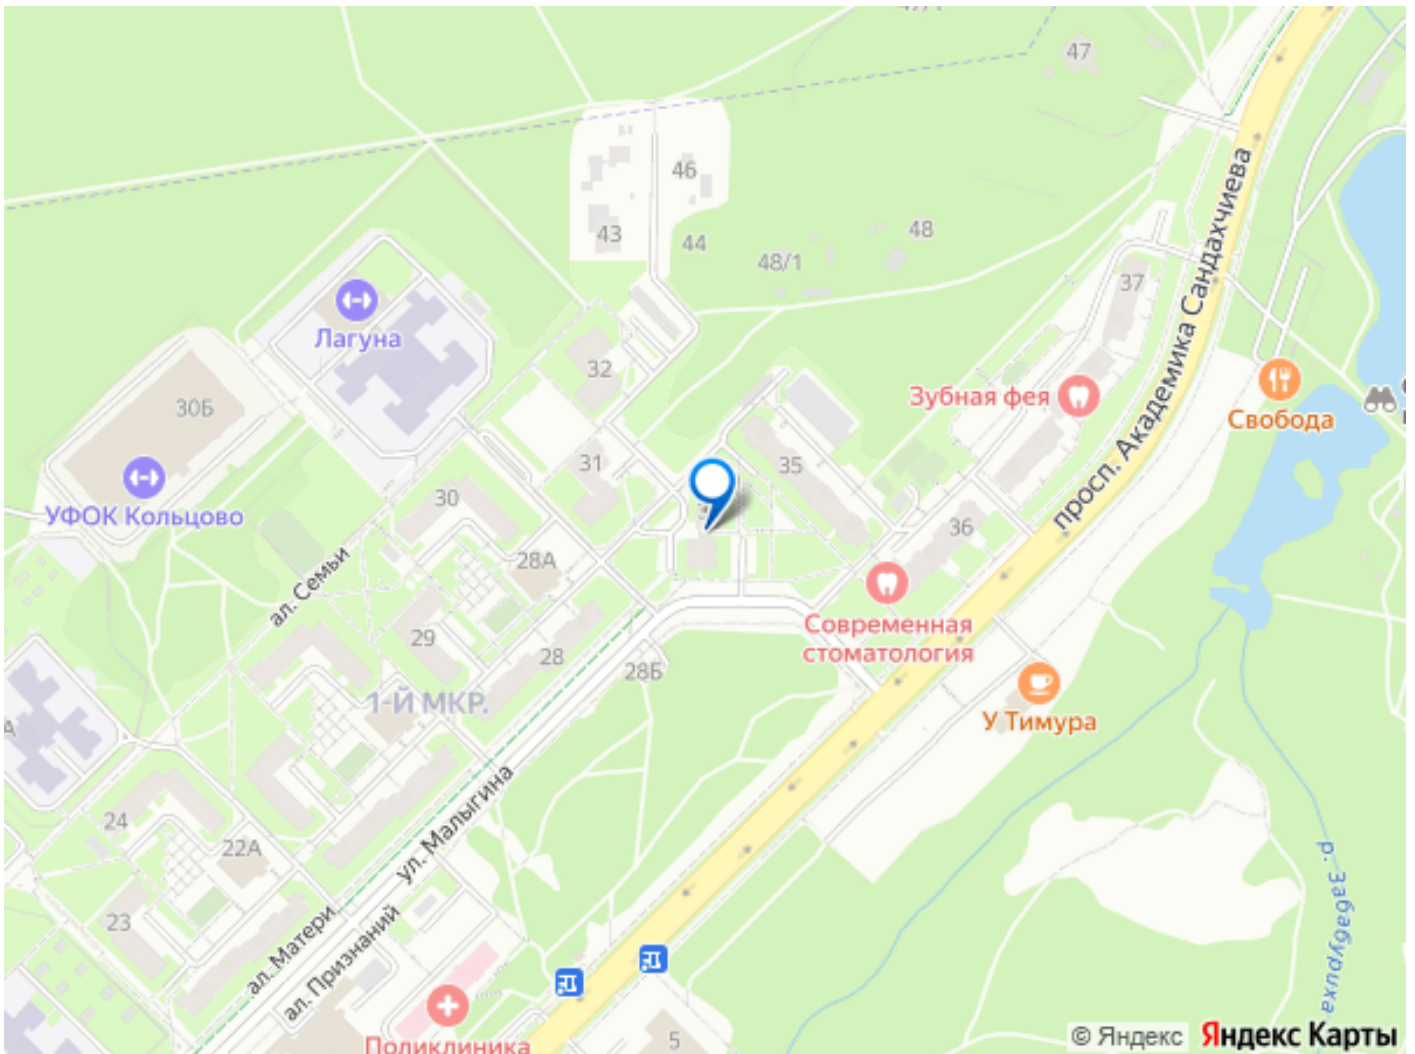 47
46
43
44
48
48/1
37
просп. Академика Сандахчиева
Лагуна
32
Зубная фея
Свобода
30Б
31
35
УФОК Кольцово
30
36
28А
ал. Семьи
Современная
стоматология
29
28
28Б
1-Й МКР.
У Тимура
24
22А
ул. Малыгина
23
ал. Матери
ал. Признаний
р. Забабуриха
Поликлиника
5
© Яндекс
Яндекс Карты